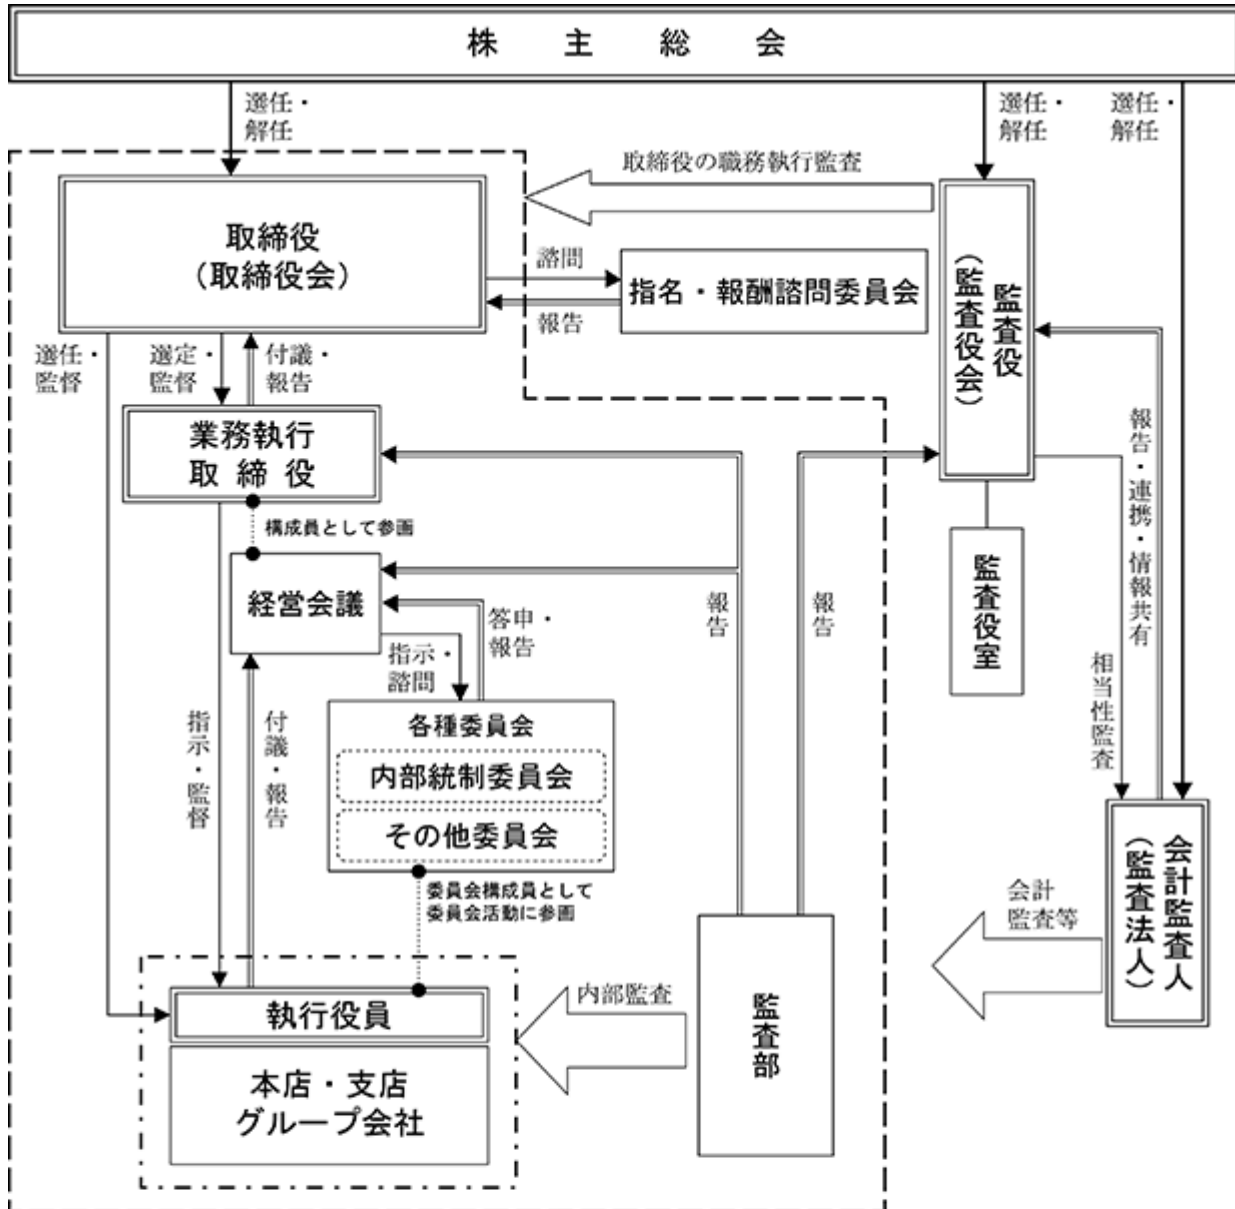 株主総会
選任・
解任
選任・
解任
選任・
解任
取締役の職務執行監査
取締役
（取締役会）
諮問
報告
指名・報酬諮問委員会
監査役
（監査役会）
選任・
監督
選定・
監督
付議・
報告
業務執行
取締役
構成員として参画
経営会議
答申・
報告
指示・
諮問
報告
報告
監査役室
報告・連携・情報共有
相当性監査
指示・監督
付議・報告
各種委員会
内部統制委員会
その他委員会
委員会構成員として
委員会活動に参画
会計監査人
（監査法人）
会計
監査等
内部監査
監査部
執行役員
本店・支店
グループ会社